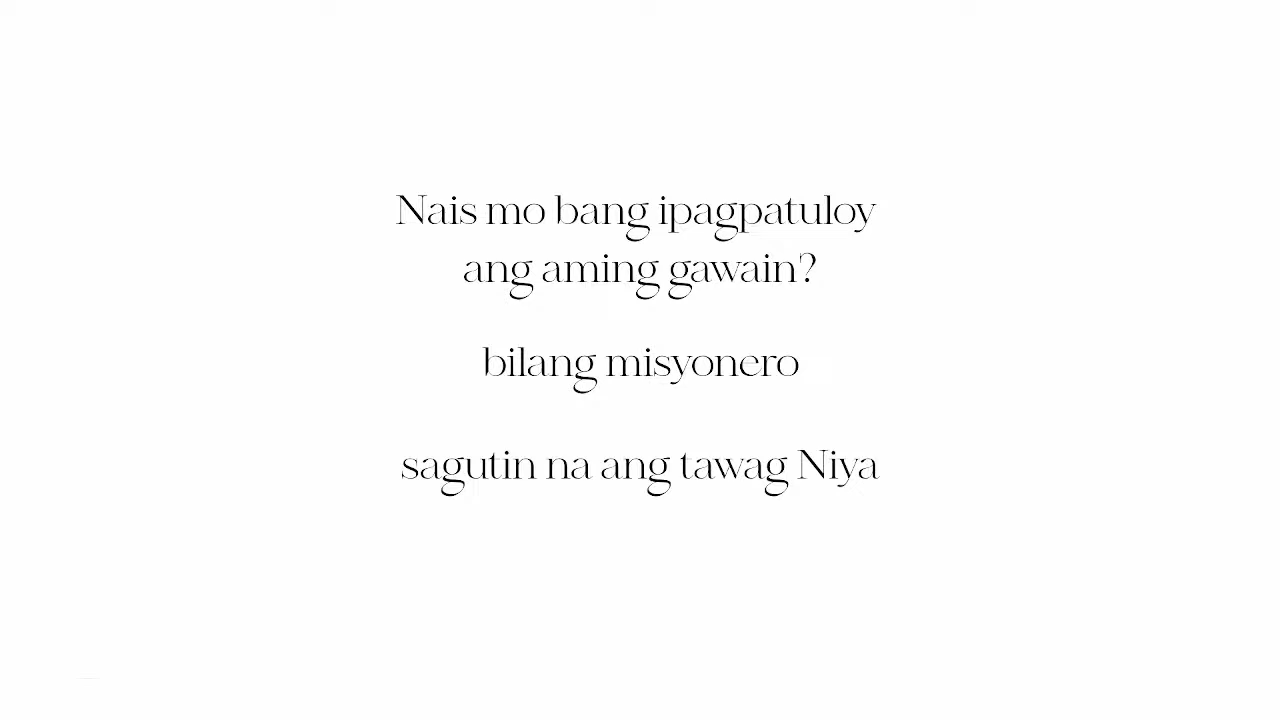 Nais mo bang ipagpatuloy
ang aming gawain?
bilang misyonero
sagutin na ang tawag Niya